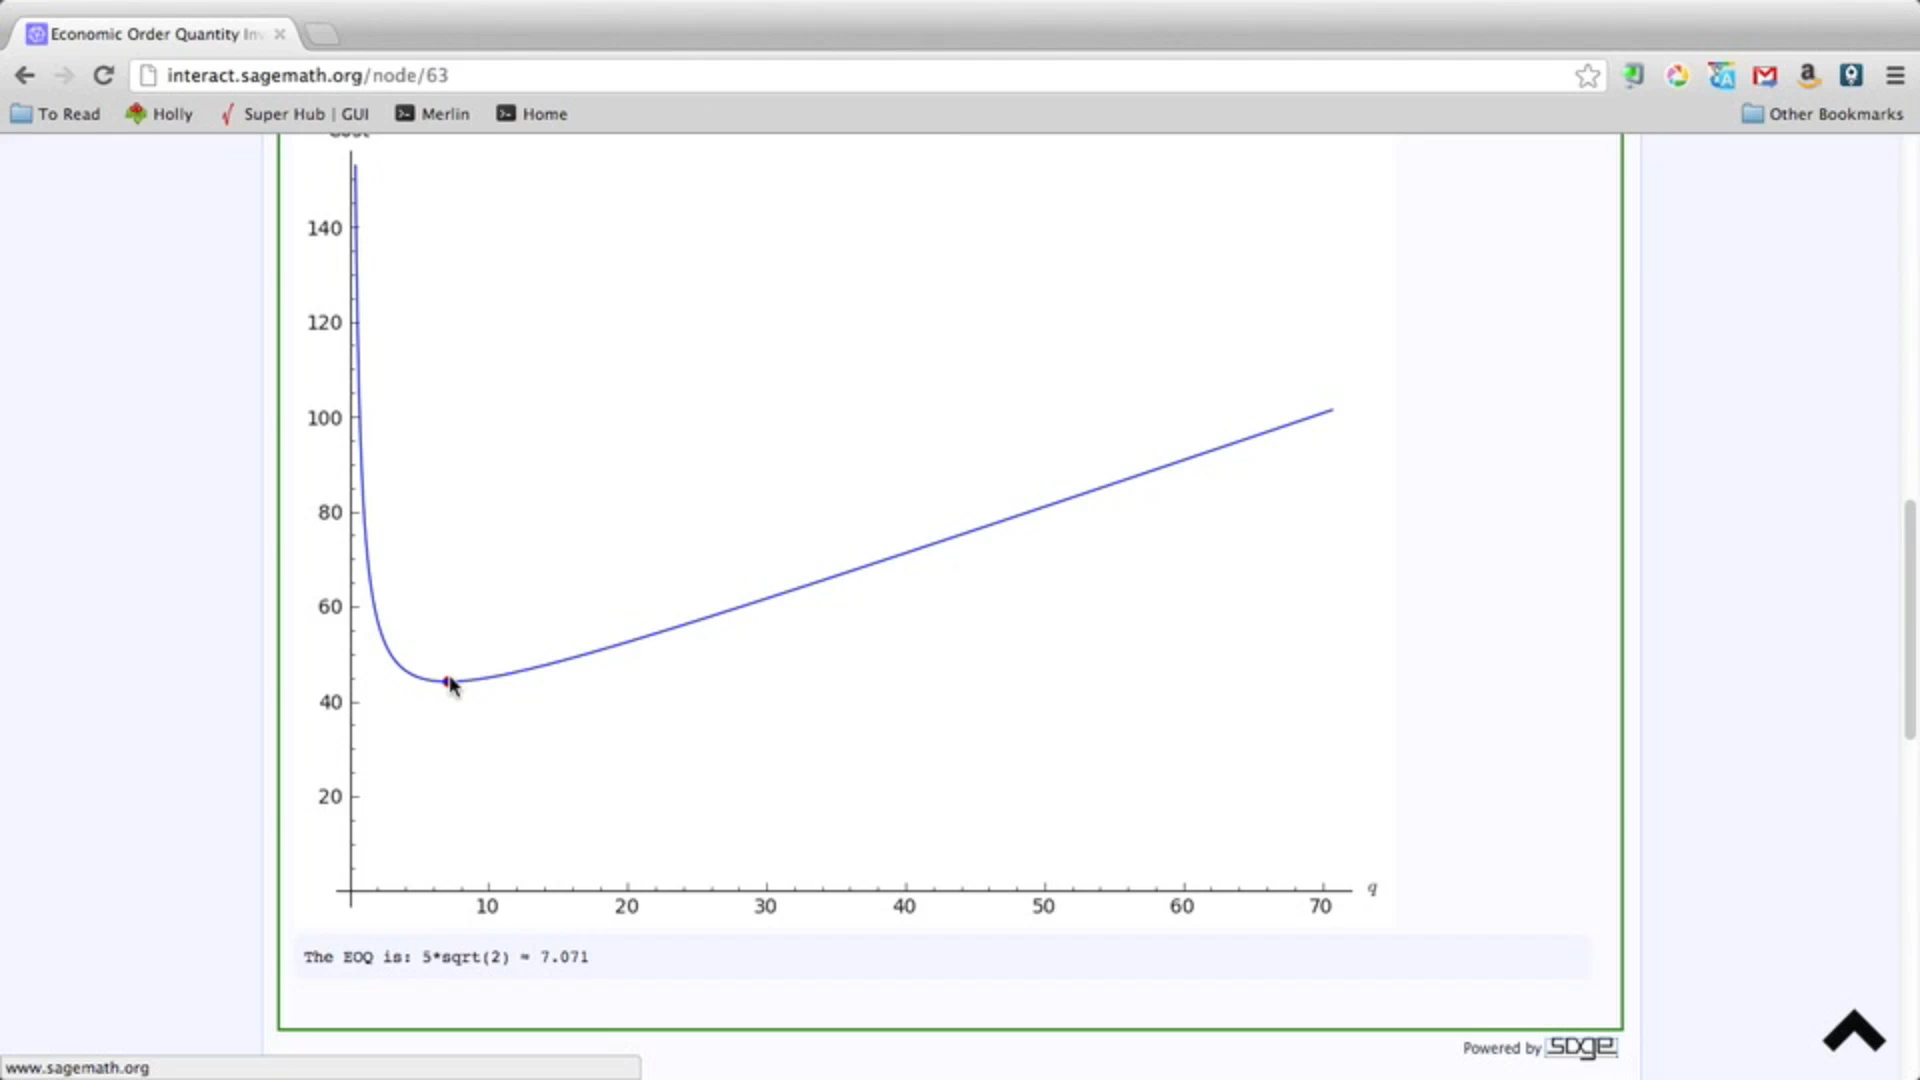 Economic Order Quantity In
interact.sagemath.org/node/63
To Read Holly Super Hub | GUI Merlin Home Other Bookmarks
Cost
140
120
100
80
60
40
20
10 20 30 40 50 60 70 q
The EOQ is: 5*sqrt(2) ≈ 7.071
Powered by sage
www.sagemath.org